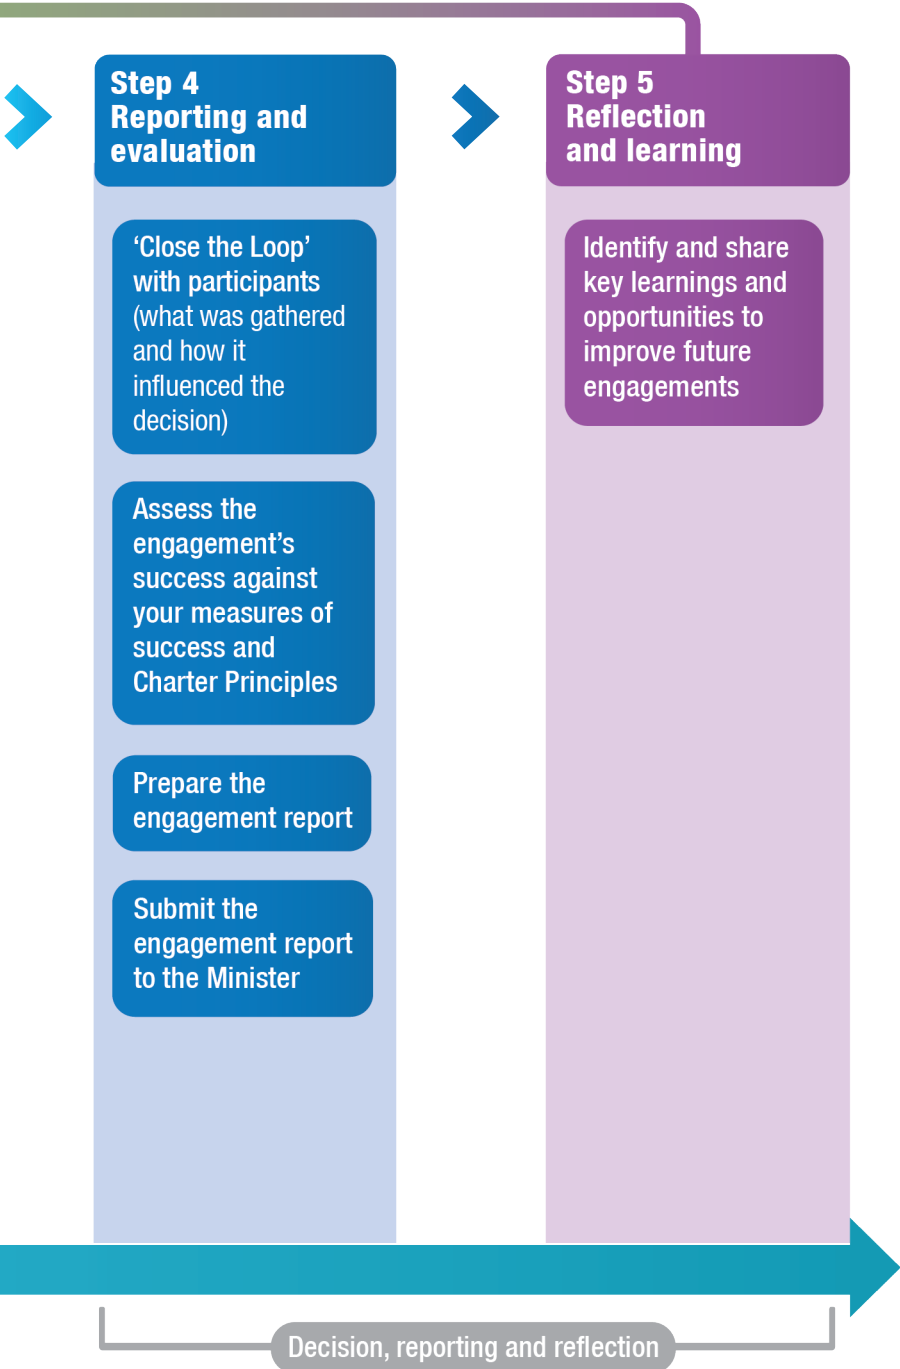 Step 4
Reporting and
evaluation
‘Close the Loop’
with participants
(what was gathered
and how it
influenced the
decision)
Assess the
engagement’s
success against
your measures of
success and
Charter Principles
Prepare the
engagement report
Submit the
engagement report
to the Minister
Step 5
Reflection
and learning
Identify and share
key learnings and
opportunities to
improve future
engagements
Decision, reporting and reflection